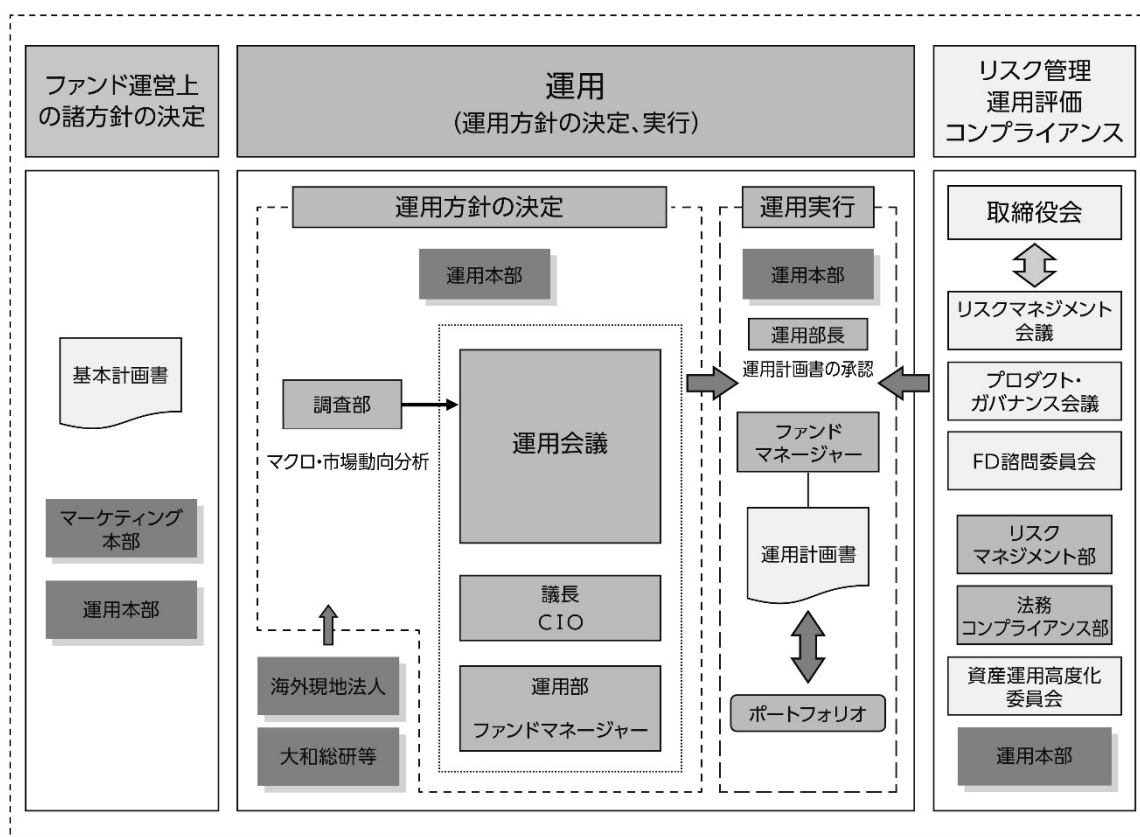 ファンド運営上
の諸方針の決定
運用
(運用方針の決定、実行)
リスク管理
運用評価
コンプライアンス
基本計画書
マーケティング
本部
運用本部
運用方針の決定
運用本部
調査部
マクロ・市場動向分析
運用会議
議長
CIO
運用部
ファンドマネージャー
海外現地法人
大和総研等
運用実行
運用本部
運用部長
運用計画書の承認
ファンド
マネージャー
運用計画書
ポートフォリオ
取締役会
リスクマネジメント
会議
プロダクト・
ガバナンス会議
FD諮問委員会
リスク
マネジメント部
法務
コンプライアンス部
資産運用高度化
委員会
運用本部